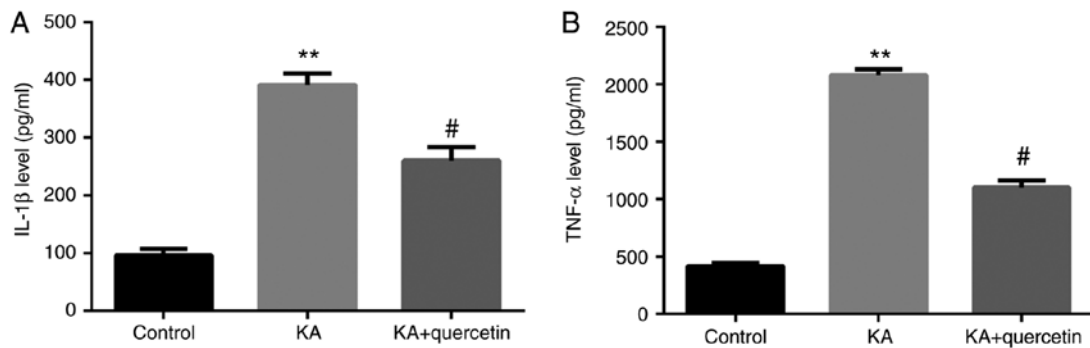 A
IL-1β level (pg/ml)
500
400
300
200
100
0
**
#
Control
KA
KA+quercetin
B
TNF-α level (pg/ml)
2500
2000
1500
1000
500
0
**
#
Control
KA
KA+quercetin